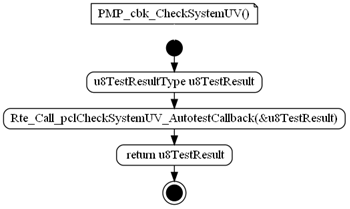 PMP_cbk_CheckSystemUV()
u8TestResultType u8TestResult
Rte_Call_pclCheckSystemUV_AutotestCallback(&u8TestResult)
return u8TestResult